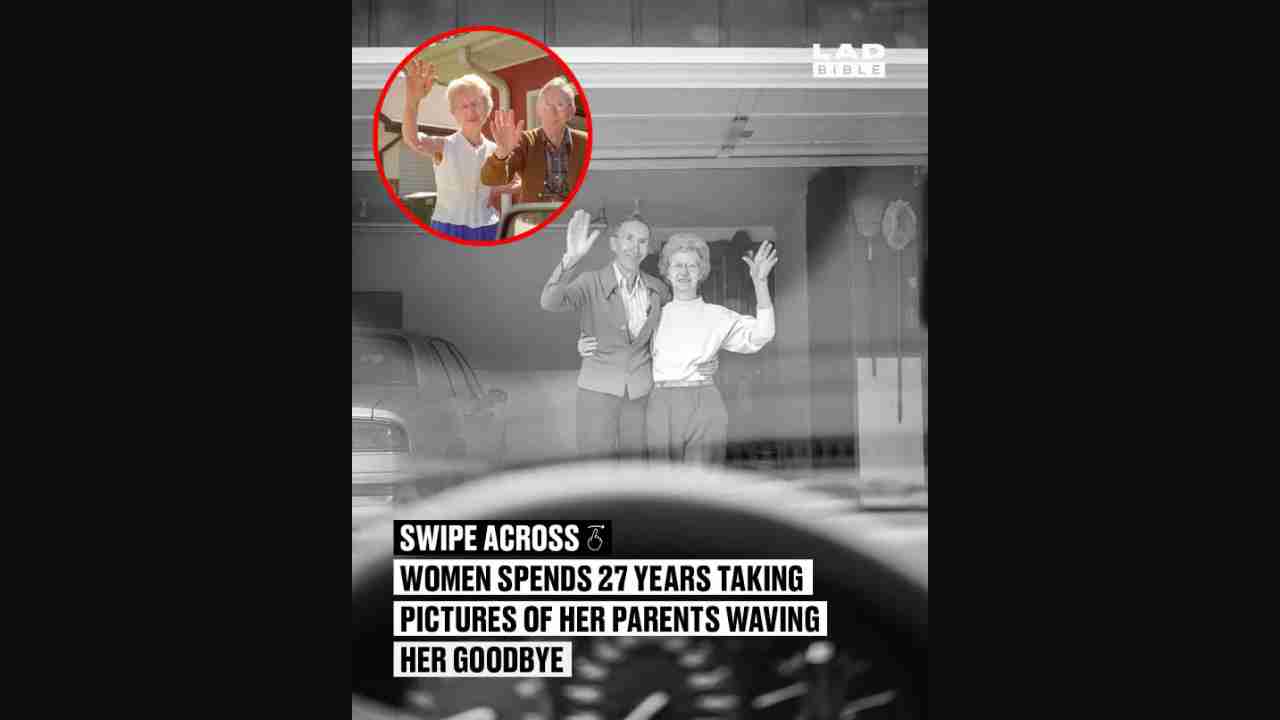 LAD
BIBLE
SWIPE ACROSS
WOMEN SPENDS 27 YEARS TAKING
PICTURES OF HER PARENTS WAVING
HER GOODBYE